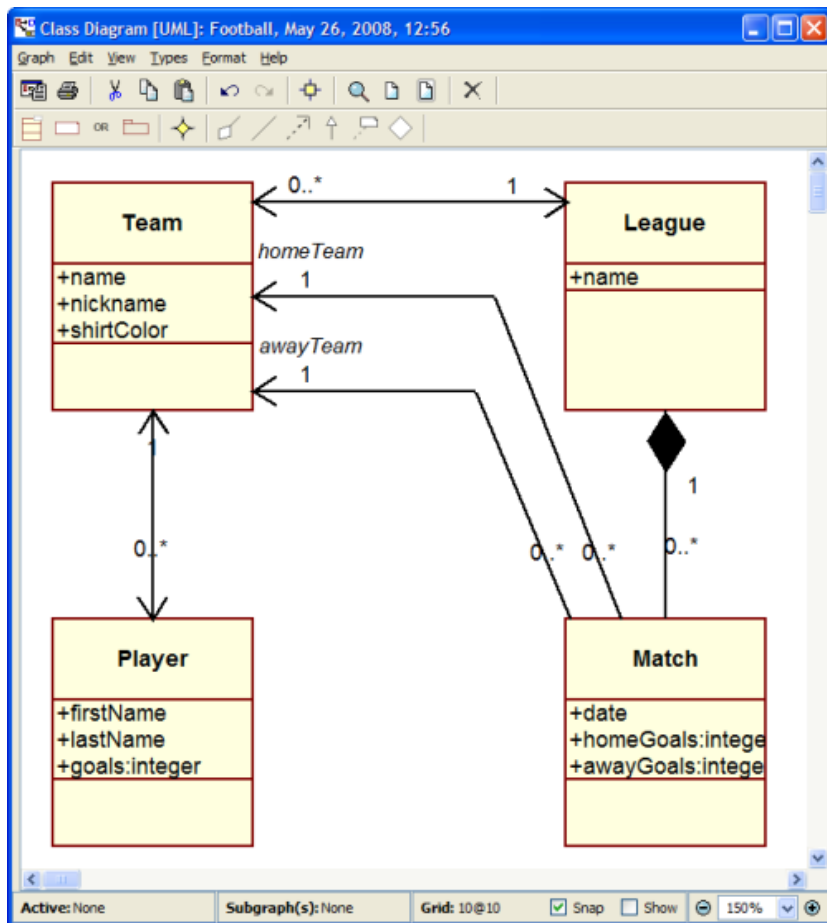 Class Diagram [UML]: Football, May 26, 2008, 12:56
Graph Edit View Types Format Help
OR
0..* 1
Team
League
homeTeam
+name
+nickname
+shirtColor
+name
1
awayTeam
1
1
1
0..*
0..* 0..* 0..*
Player
Match
+firstName
+lastName
+goals:integer
+date
+homeGoals:intege
+awayGoals:intege
Active: None Subgraph(s): None Grid: 10@10 Snap Show 150%